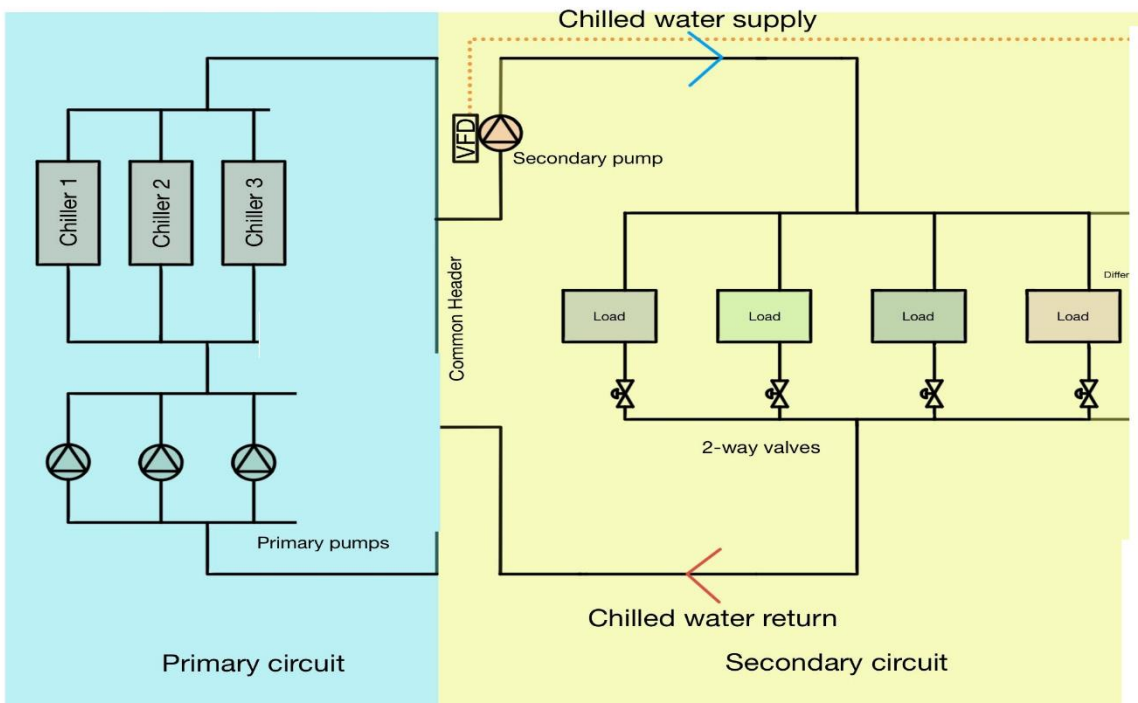 Chilled water supply
VFD
Secondary pump
Chiller 1
Chiller 2
Chiller 3
Common Header
Differ
Load
Load
Load
Load
2-way valves
Primary pumps
Chilled water return
Primary circuit
Secondary circuit